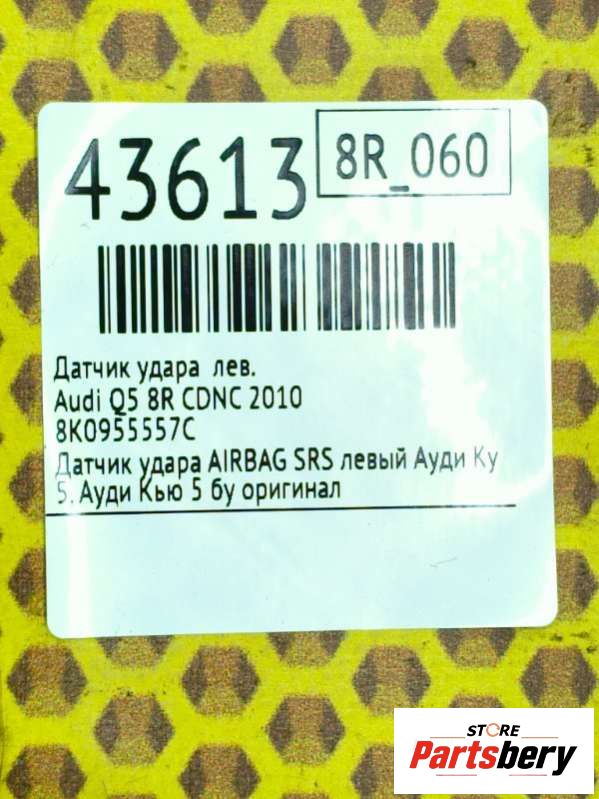 43613
8R_060
Датчик удара лев.
Audi Q5 8R CDNC 2010
8K0955557C
Датчик удара AIRBAG SRS левый Ауди Ку
5. Ауди Кью 5 бу оригинал
STORE
Partsbery